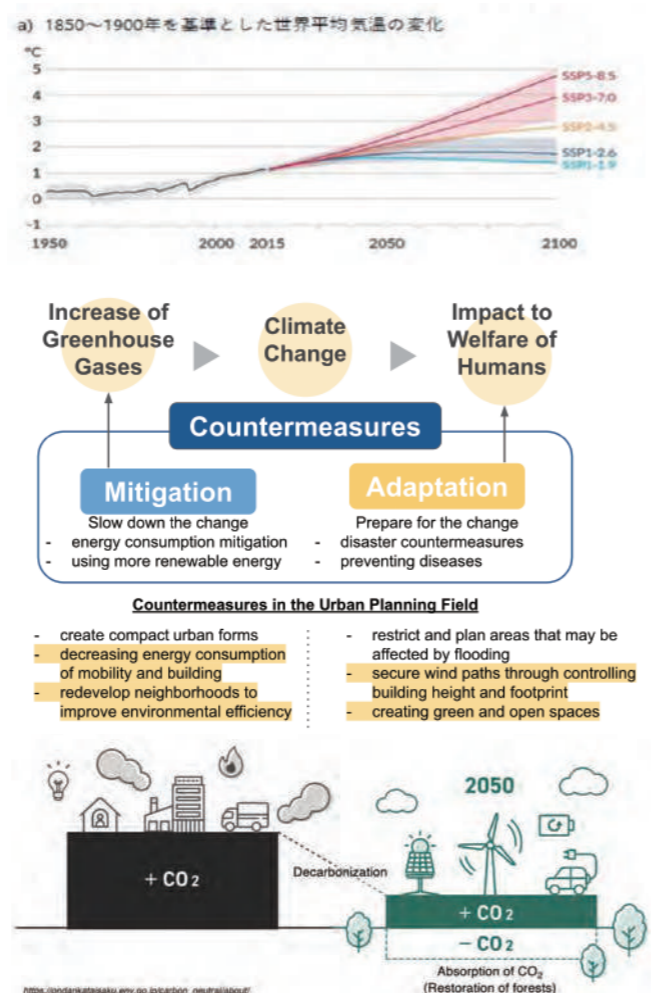 a) 1850～1900年を基準とした世界平均気温の変化
℃
5
4
3
2
1
0
-1
SSP5-8.5
SSP3-7.0
SSP2-4.5
SSP1-2.6
SSP1-1.9
1950 2000 2015 2050 2100
Increase of
Greenhouse
Gases
Climate
Change
Impact to
Welfare of
Humans
Countermeasures
Mitigation
Slow down the change
- energy consumption mitigation
- using more renewable energy
Adaptation
Prepare for the change
- disaster countermeasures
- preventing diseases
Countermeasures in the Urban Planning Field
- create compact urban forms
- decreasing energy consumption
of mobility and building
- redevelop neighborhoods to
improve environmental efficiency
- restrict and plan areas that may be
affected by flooding
- secure wind paths through controlling
building height and footprint
- creating green and open spaces
+ CO₂
Decarbonization
2050
+ CO₂
− CO₂
Absorption of CO₂
(Restoration of forests)
https://ondankataisaku.env.go.jp/carbon_neutral/about/